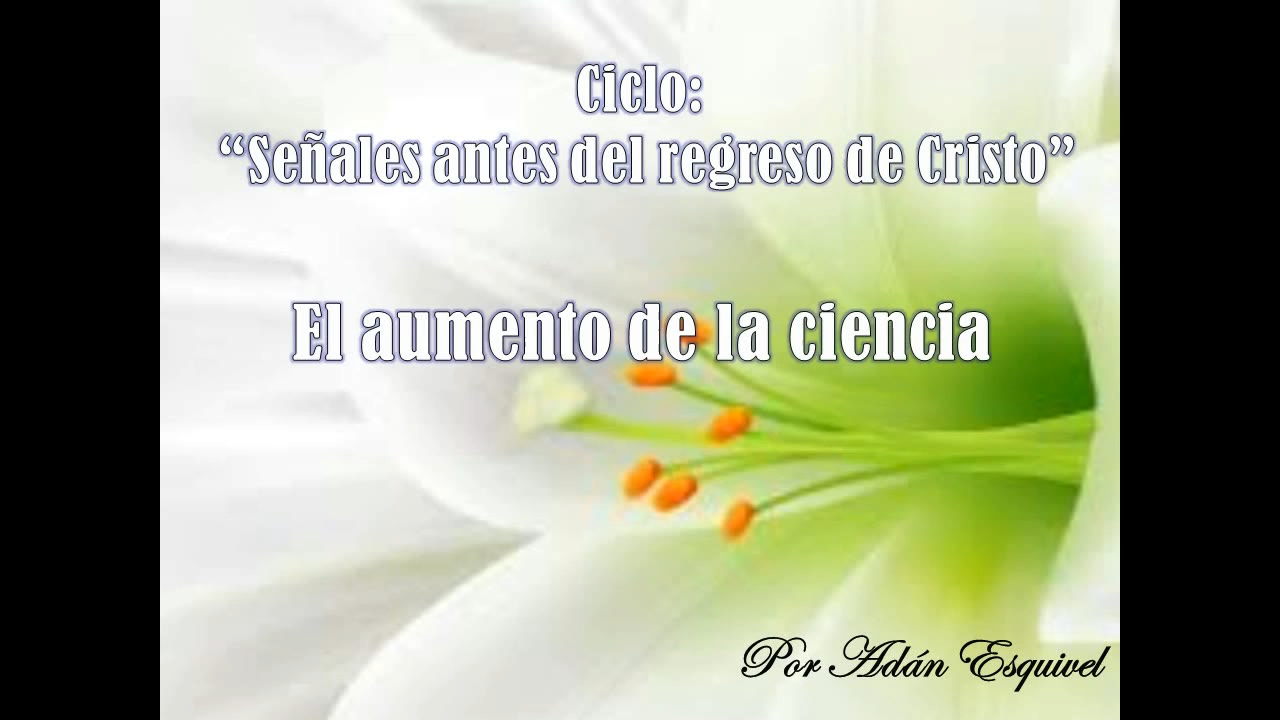 Ciclo:
“Señales antes del regreso de Cristo”
El aumento de la ciencia
Por Adán Esquivel